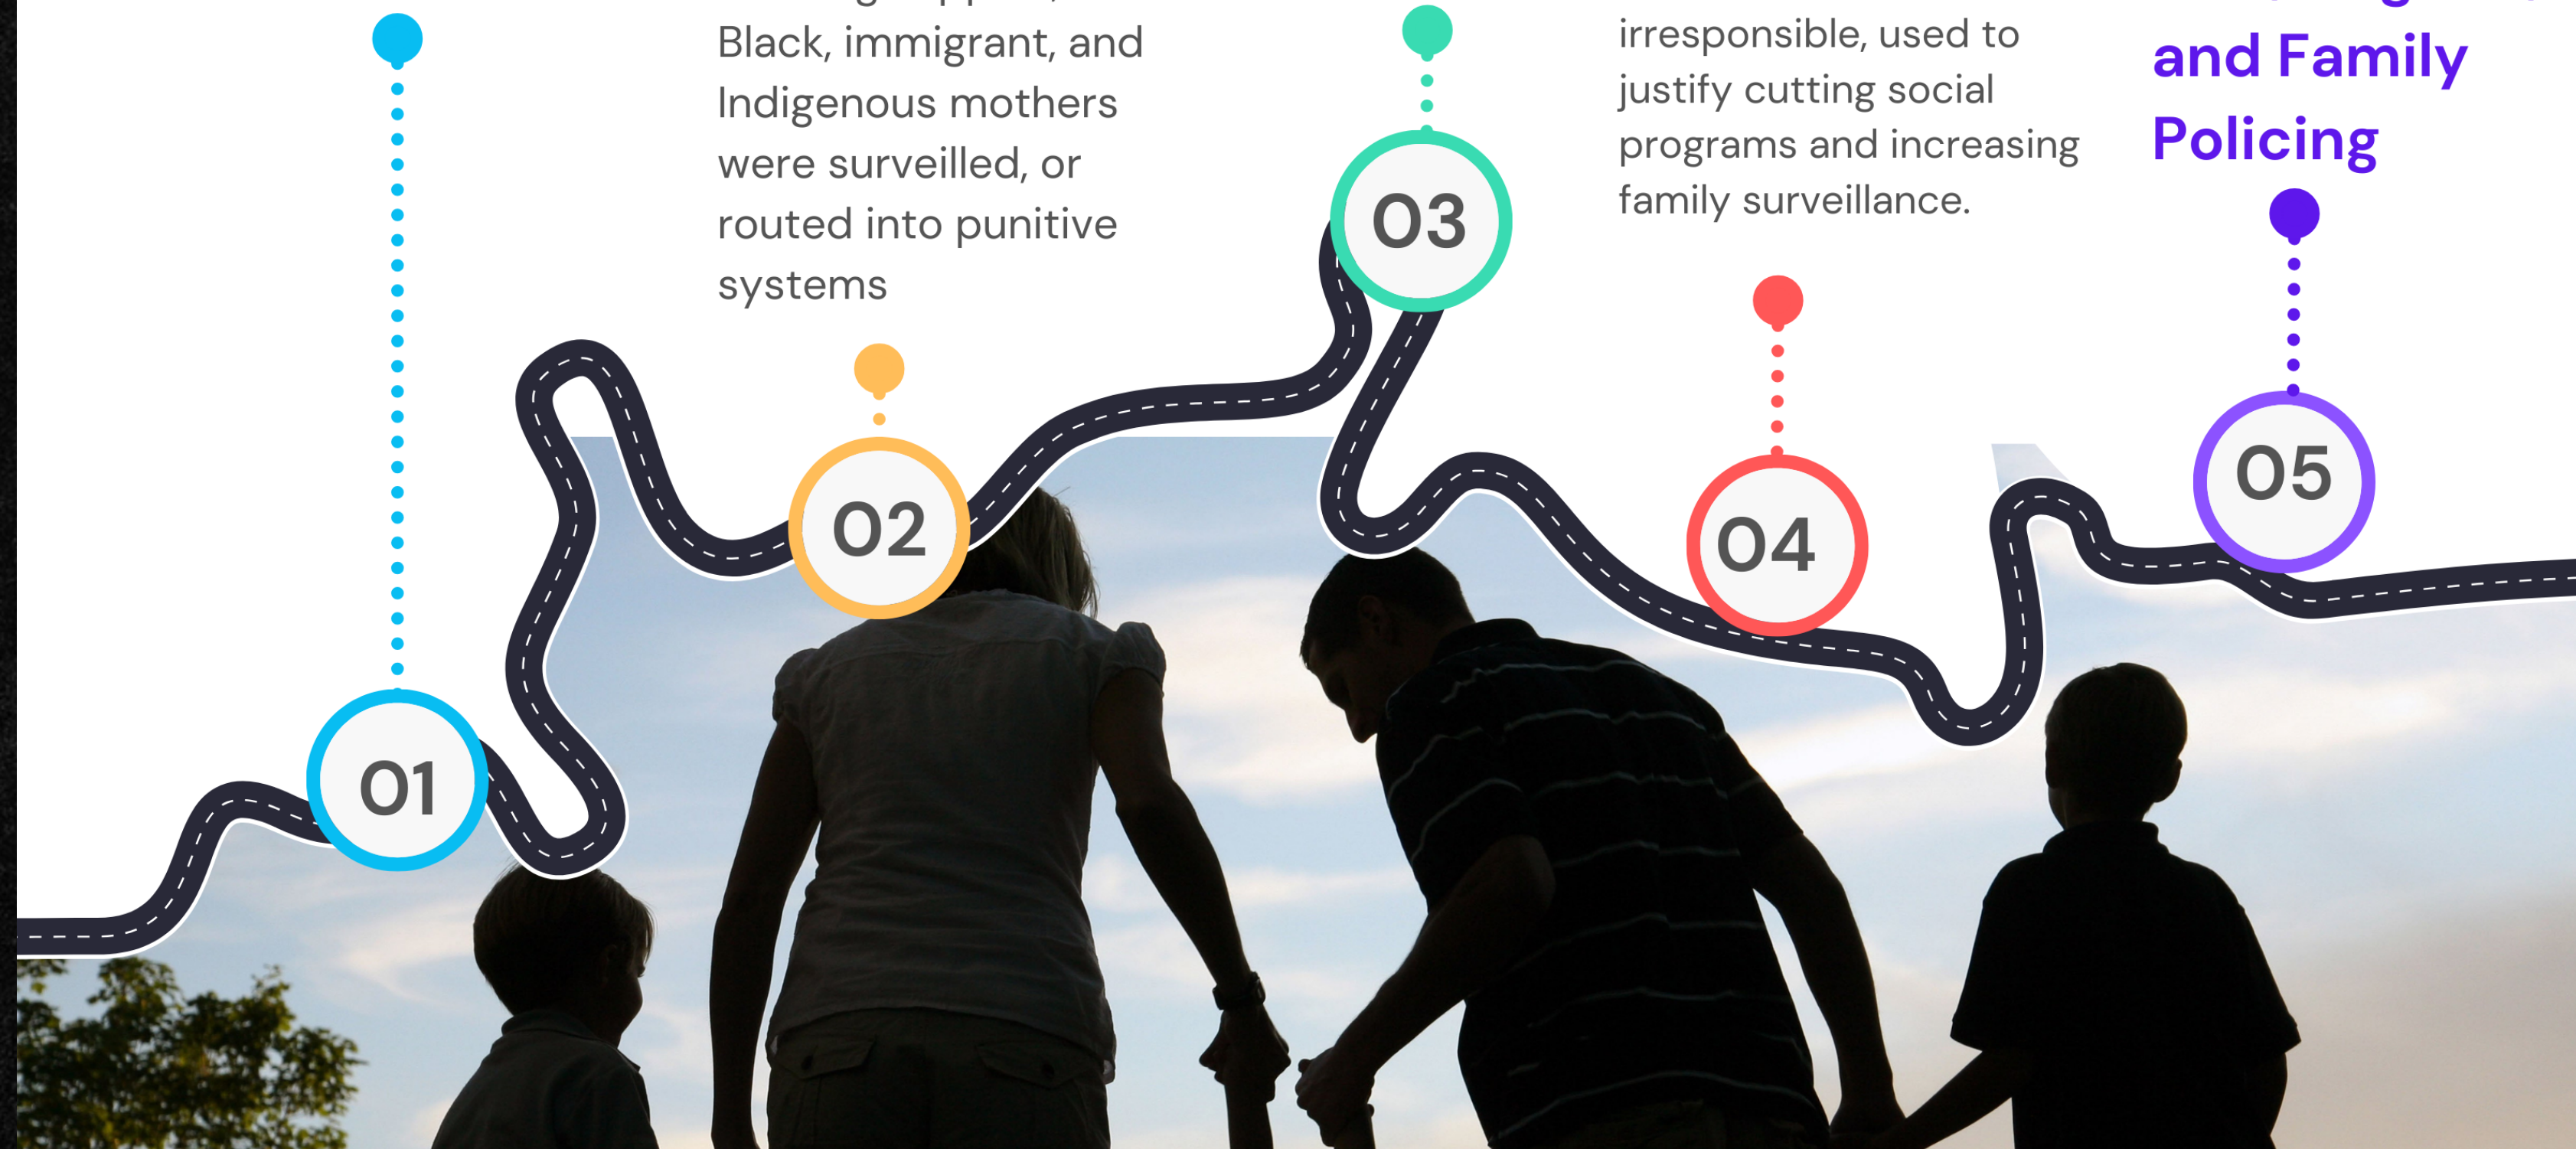 Black, immigrant, and
Indigenous mothers
were surveilled, or
routed into punitive
systems
irresponsible, used to
justify cutting social
programs and increasing
family surveillance.
and Family
Policing
01
02
03
04
05